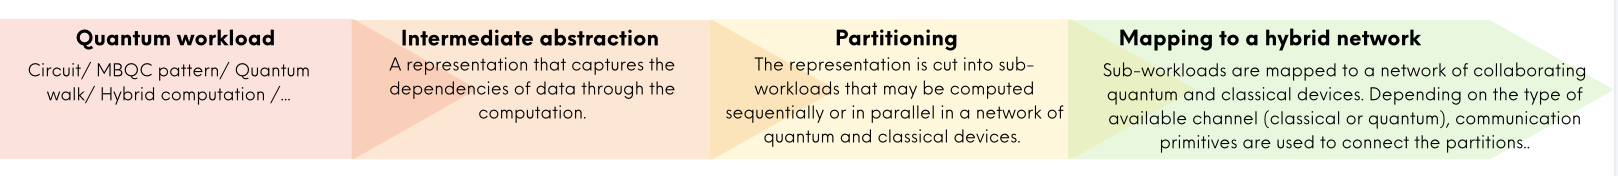 Quantum workload
Circuit/ MBQC pattern/ Quantum
walk/ Hybrid computation /...
Intermediate abstraction
A representation that captures the
dependencies of data through the
computation.
Partitioning
The representation is cut into sub-
workloads that may be computed
sequentially or in parallel in a network of
quantum and classical devices.
Mapping to a hybrid network
Sub-workloads are mapped to a network of collaborating
quantum and classical devices. Depending on the type of
available channel (classical or quantum), communication
primitives are used to connect the partitions..